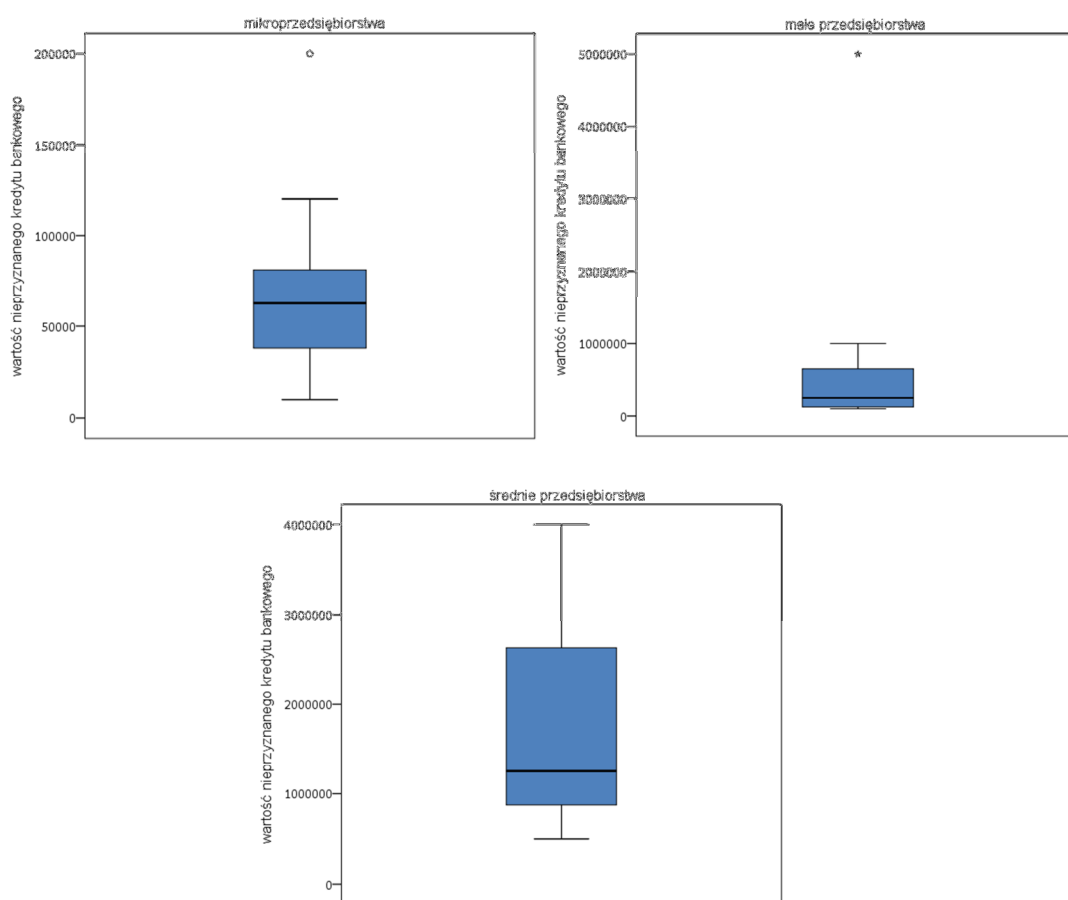 mikroprzedsiębiorstwa
wartość nieprzyznanego kredytu bankowego
200000
150000
100000
50000
0
małe przedsiębiorstwa
wartość nieprzyznanego kredytu bankowego
5000000
4000000
3000000
2000000
1000000
0
średnie przedsiębiorstwa
wartość nieprzyznanego kredytu bankowego
4000000
3000000
2000000
1000000
0